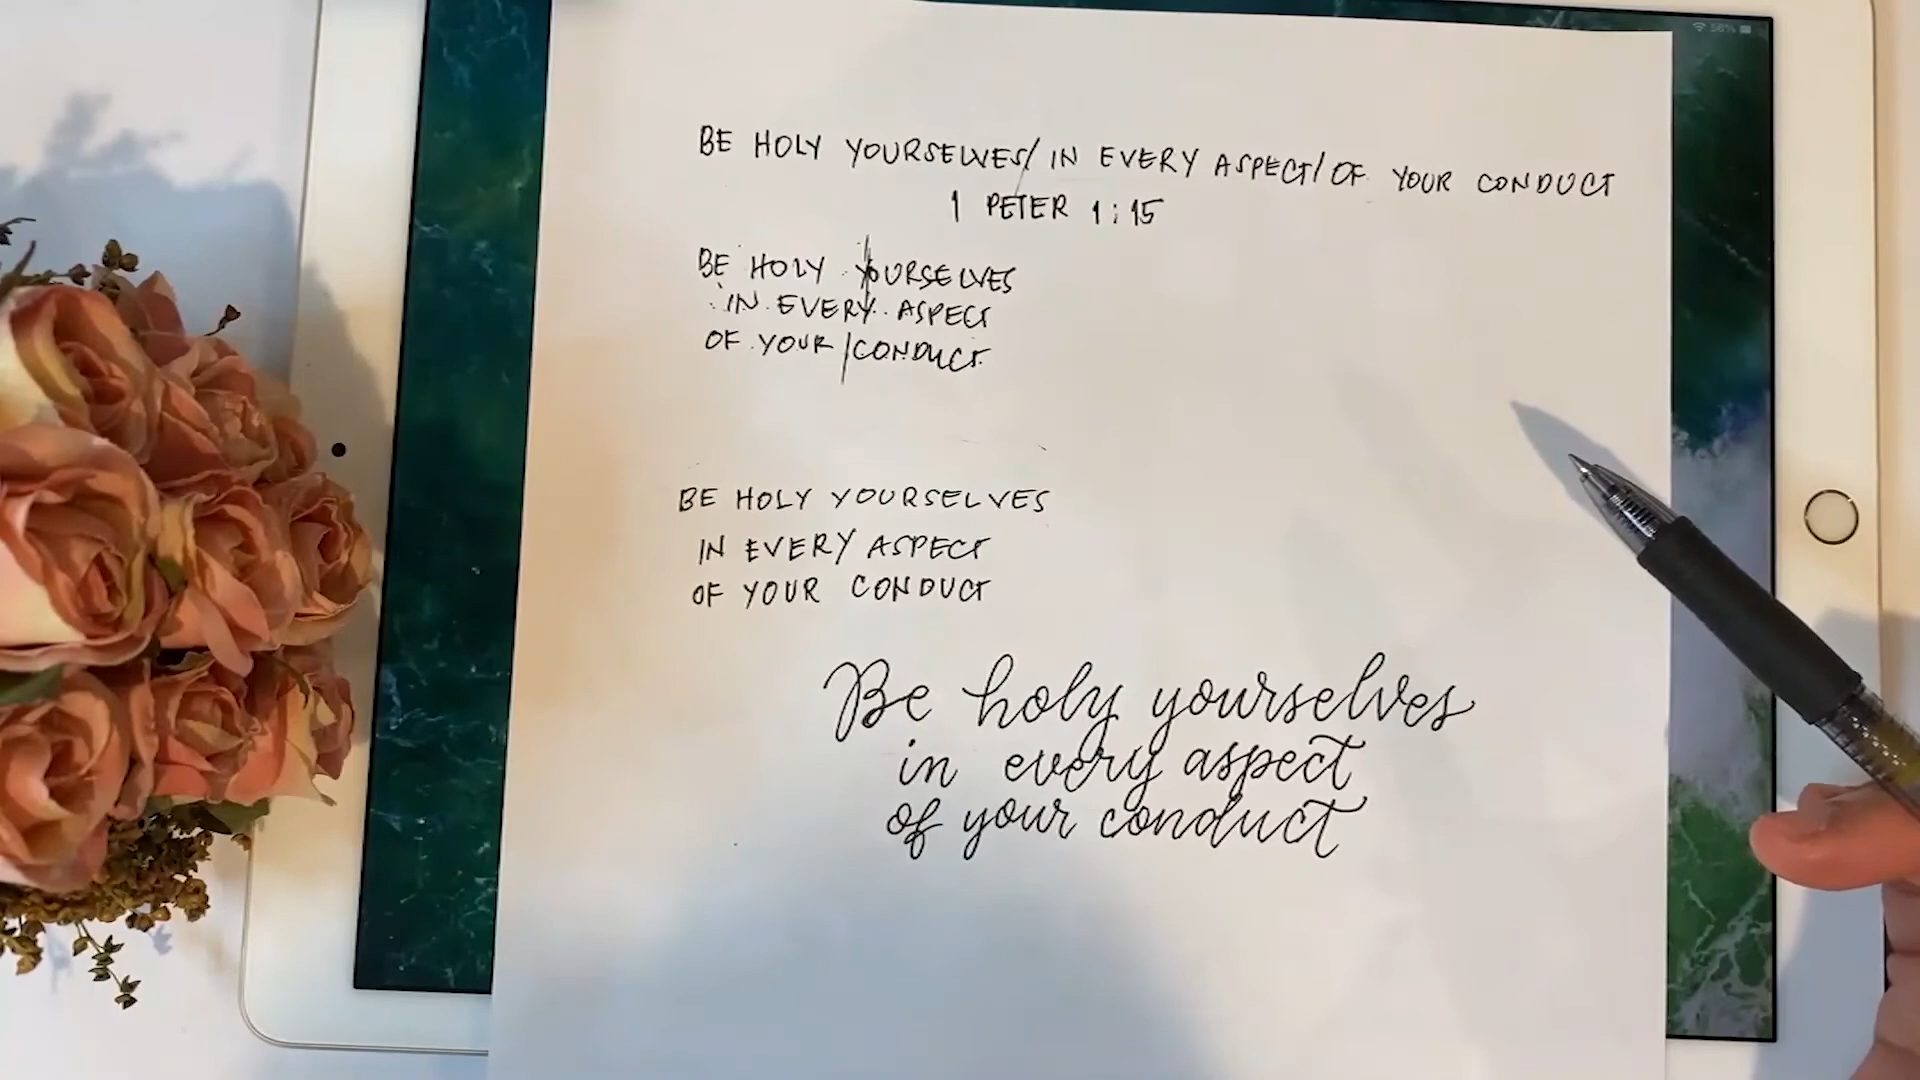 56%
BE HOLY YOURSELVES/ IN EVERY ASPECT/ OF YOUR CONDUCT
1 PETER 1:15
BE HOLY YOURSELVES
IN EVERY ASPECT
OF YOUR /CONDUCT
BE HOLY YOURSELVES
IN EVERY ASPECT
OF YOUR CONDUCT
Be holy yourselves
in every aspect
of your conduct